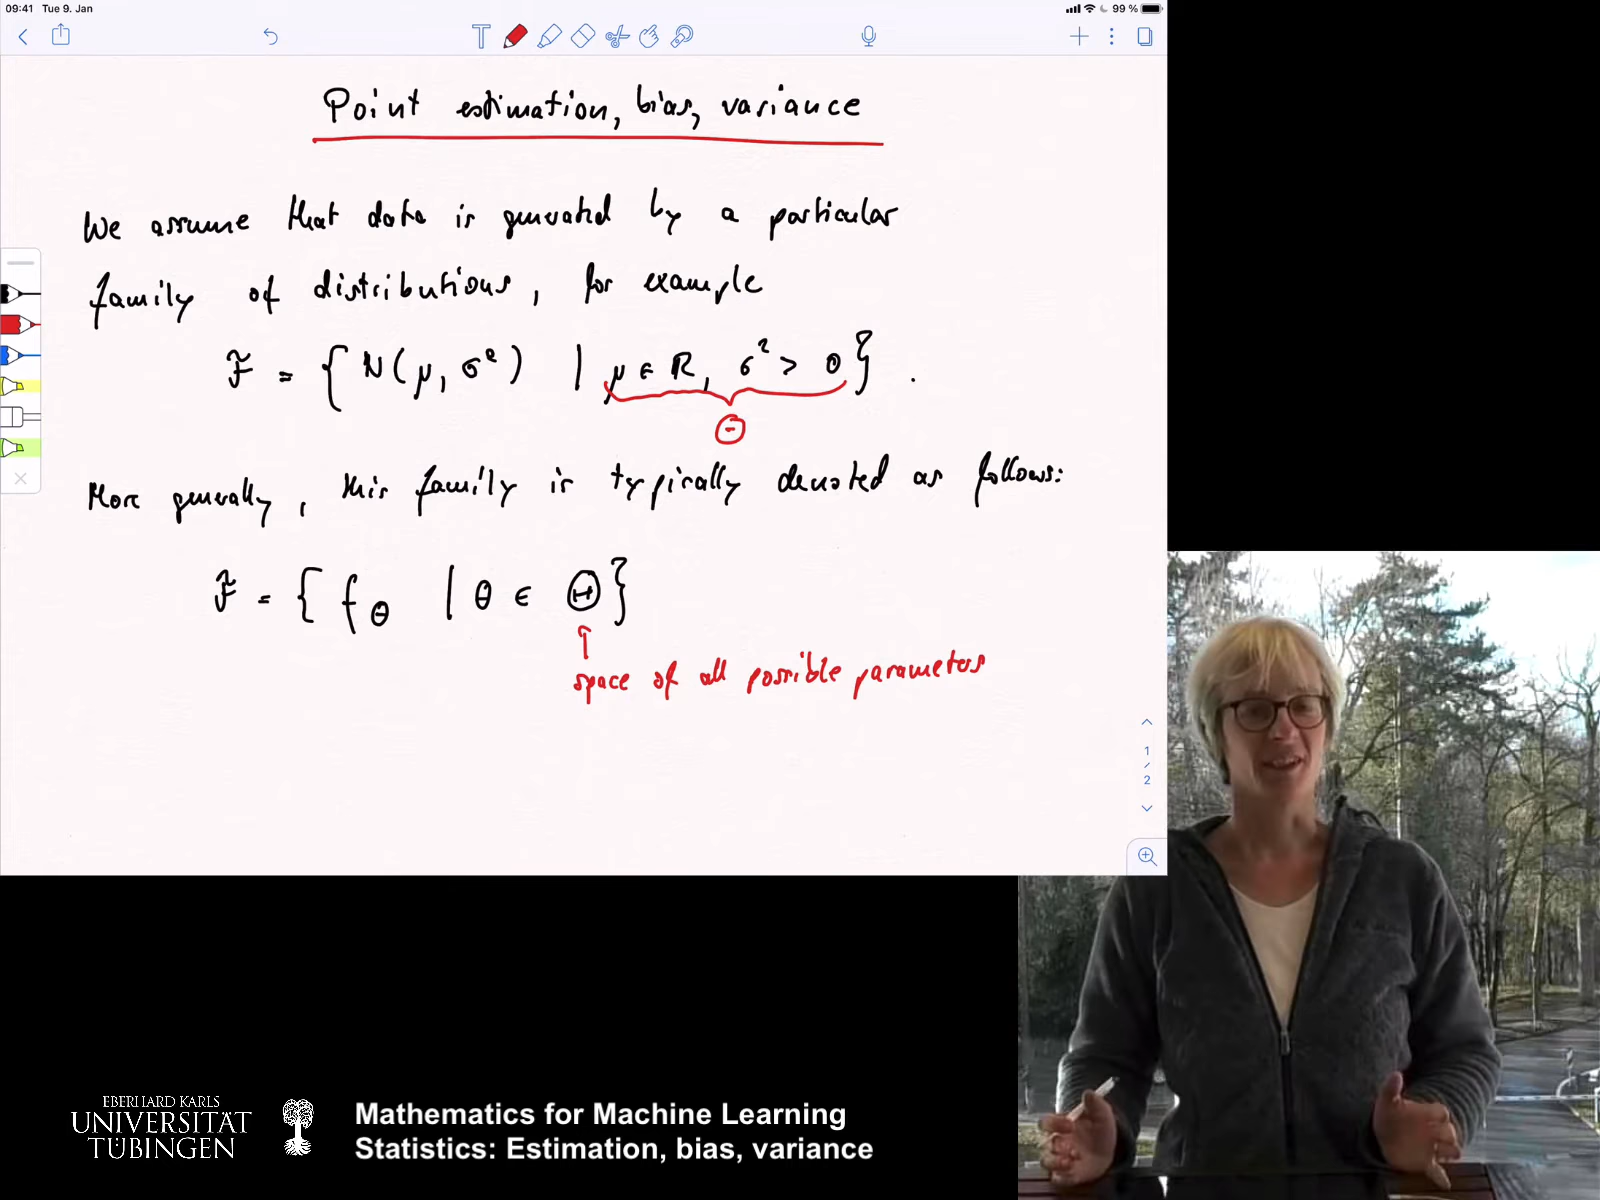 09:41 Tue 9. Jan
99 %
Point estimation, bias, variance
We assume that data is generated by a particular
family of distributions, for example
F = { N(μ, σ²) | μ ∈ R, σ² > 0 } .
Θ
More generally, this family is typically denoted as follows:
F = { f_θ | θ ∈ Θ }
↑
space of all possible parameters
1
/
2
EBERHARD KARLS
UNIVERSITÄT
TÜBINGEN
Mathematics for Machine Learning
Statistics: Estimation, bias, variance